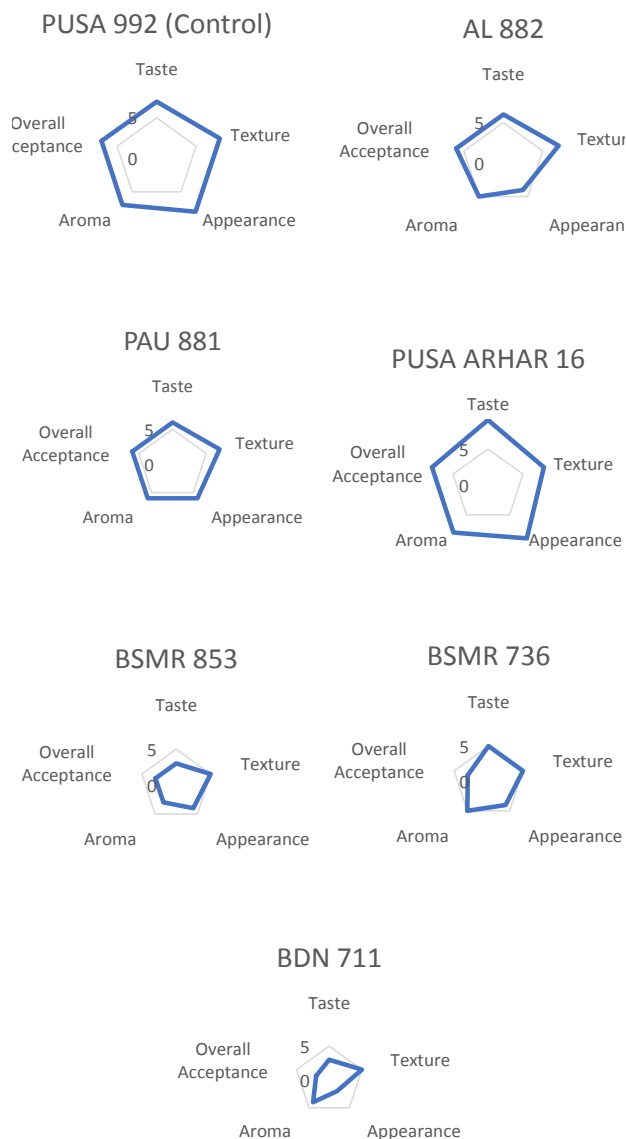 PUSA 992 (Control)
Taste
5
Overall
cceptance
Texture
0
Aroma
Appearance
AL 882
Taste
5
Overall
Acceptance
Textur
0
Aroma
Appearan
PAU 881
Taste
5
Overall
Acceptance
Texture
0
Aroma
Appearance
PUSA ARHAR 16
Taste
5
Overall
Acceptance
Texture
0
Aroma
Appearance
BSMR 853
Taste
5
Overall
Acceptance
Texture
0
Aroma
Appearance
BSMR 736
Taste
5
Overall
Acceptance
Texture
0
Aroma
Appearance
BDN 711
Taste
5
Overall
Acceptance
Texture
0
Aroma
Appearance